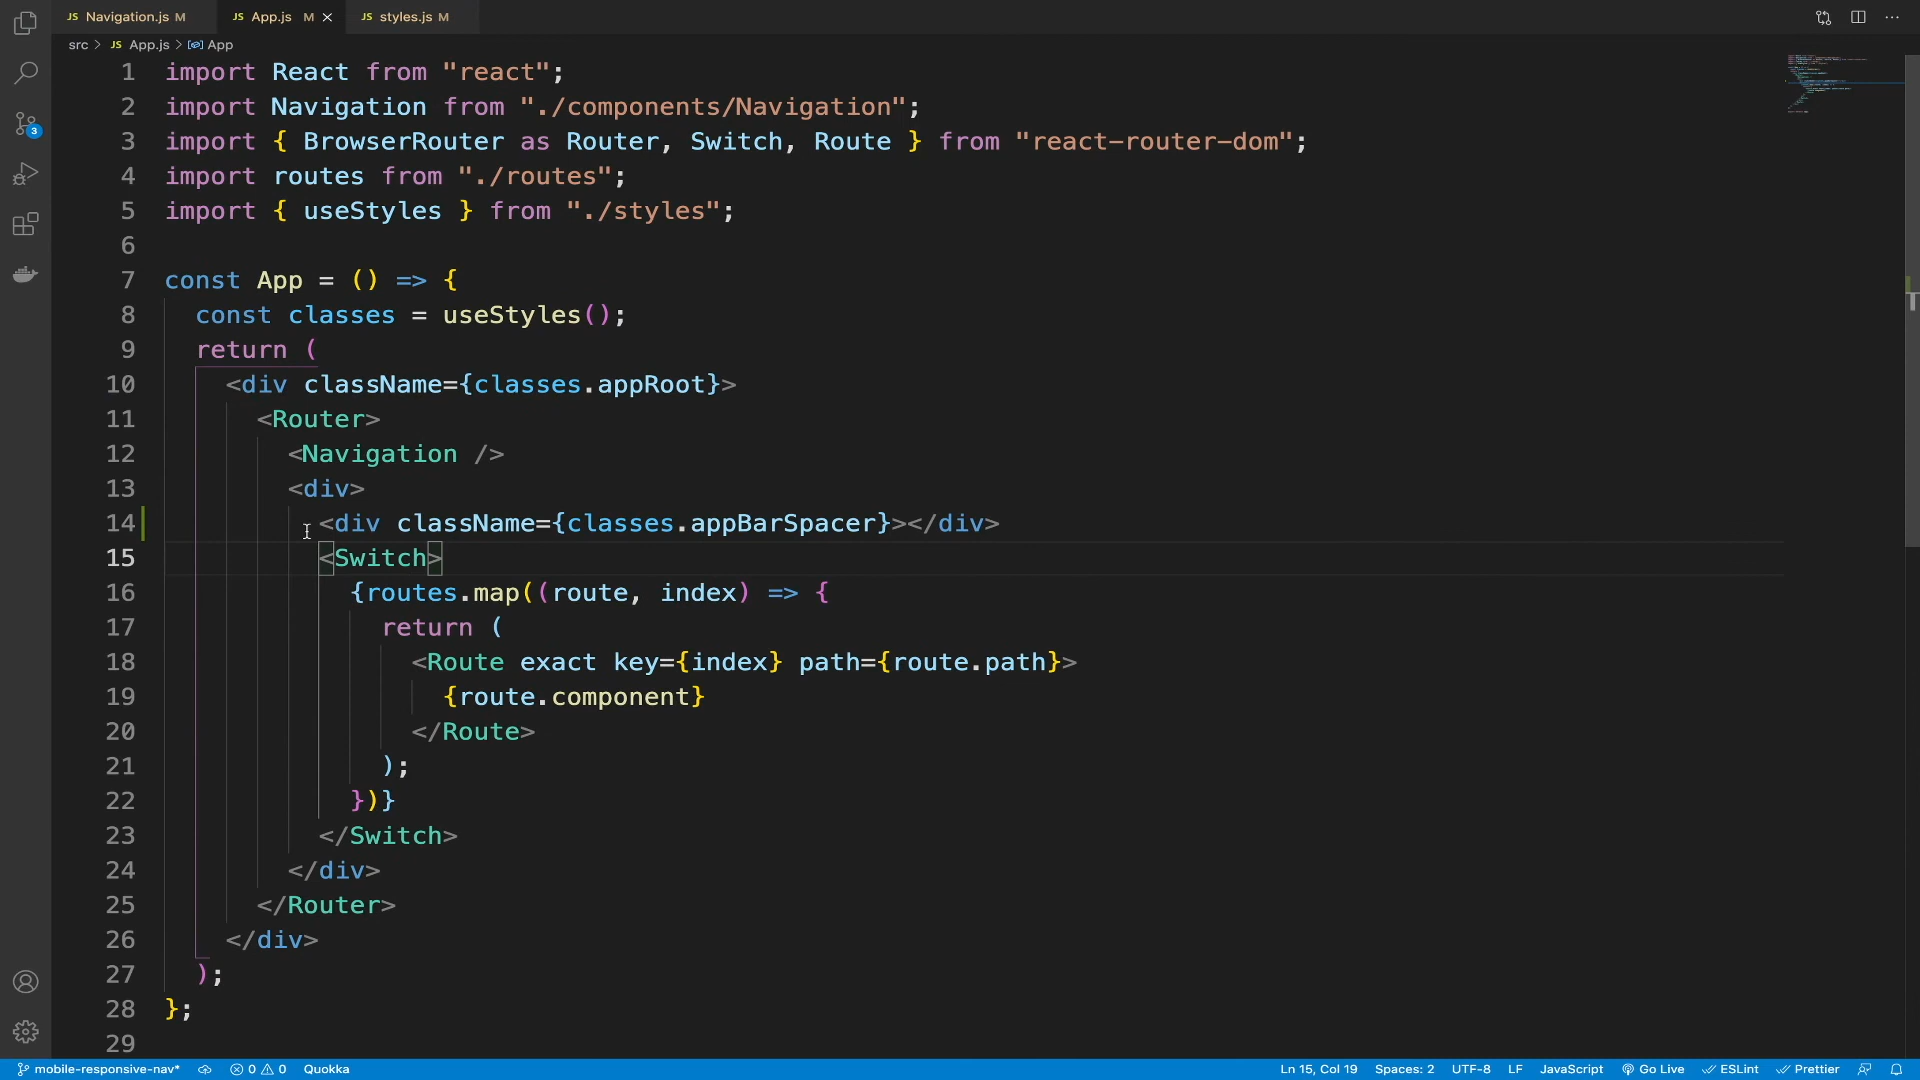 JS Navigation.js M
JS App.js M
JS styles.js M
src > JS App.js > App
3
1 import React from "react";
2 import Navigation from "./components/Navigation";
3 import { BrowserRouter as Router, Switch, Route } from "react-router-dom";
4 import routes from "./routes";
5 import { useStyles } from "./styles";
6
7 const App = () => {
8 const classes = useStyles();
9 return (
10 <div className={classes.appRoot}>
11 <Router>
12 <Navigation />
13 <div>
14 <div className={classes.appBarSpacer}></div>
15 <Switch>
16 {routes.map((route, index) => {
17 return (
18 <Route exact key={index} path={route.path}>
19 {route.component}
20 </Route>
21 );
22 })}
23 </Switch>
24 </div>
25 </Router>
26 </div>
27 );
28 };
29
mobile-responsive-nav* 0 0 Quokka Ln 15, Col 19 Spaces: 2 UTF-8 LF JavaScript Go Live ESLint Prettier